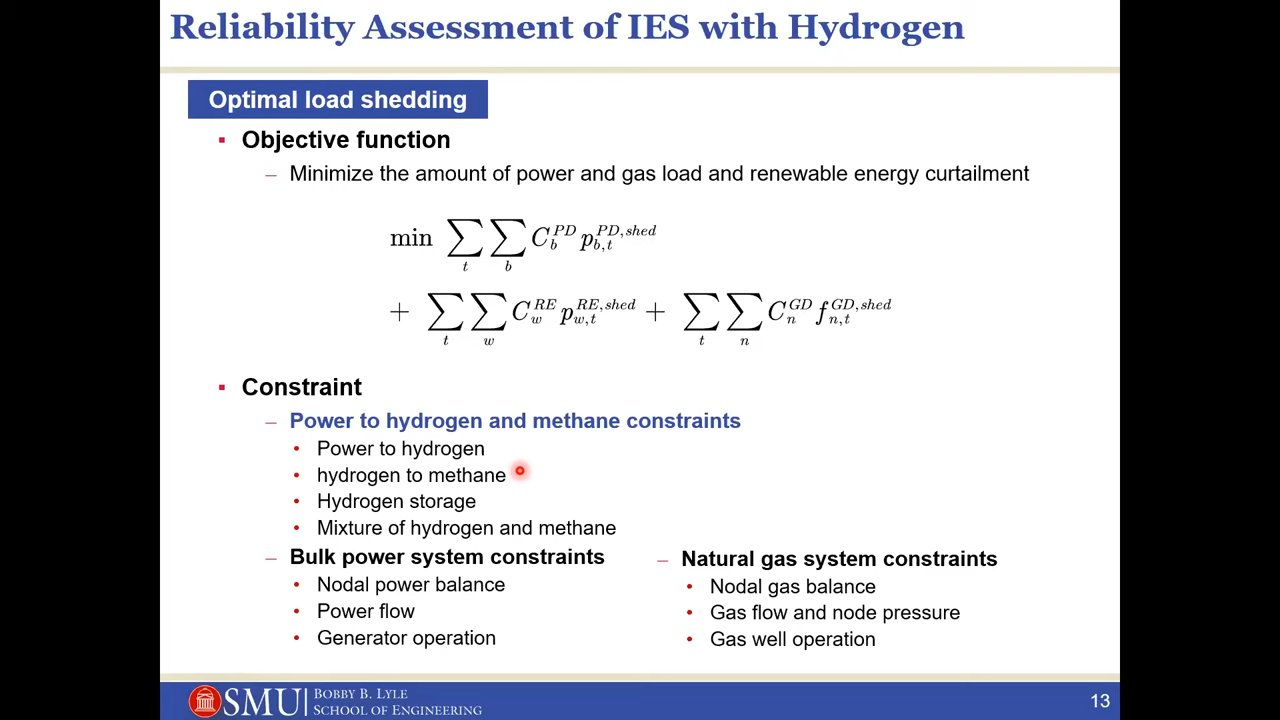 Reliability Assessment of IES with Hydrogen
Optimal load shedding
▪ Objective function
– Minimize the amount of power and gas load and renewable energy curtailment
min ∑_t ∑_b C_b^{PD} p_{b,t}^{PD,shed}
+ ∑_t ∑_w C_w^{RE} p_{w,t}^{RE,shed} + ∑_t ∑_n C_n^{GD} f_{n,t}^{GD,shed}
▪ Constraint
– Power to hydrogen and methane constraints
• Power to hydrogen
• hydrogen to methane
• Hydrogen storage
• Mixture of hydrogen and methane
– Bulk power system constraints
• Nodal power balance
• Power flow
• Generator operation
– Natural gas system constraints
• Nodal gas balance
• Gas flow and node pressure
• Gas well operation
SMU
BOBBY B. LYLE
SCHOOL OF ENGINEERING
13